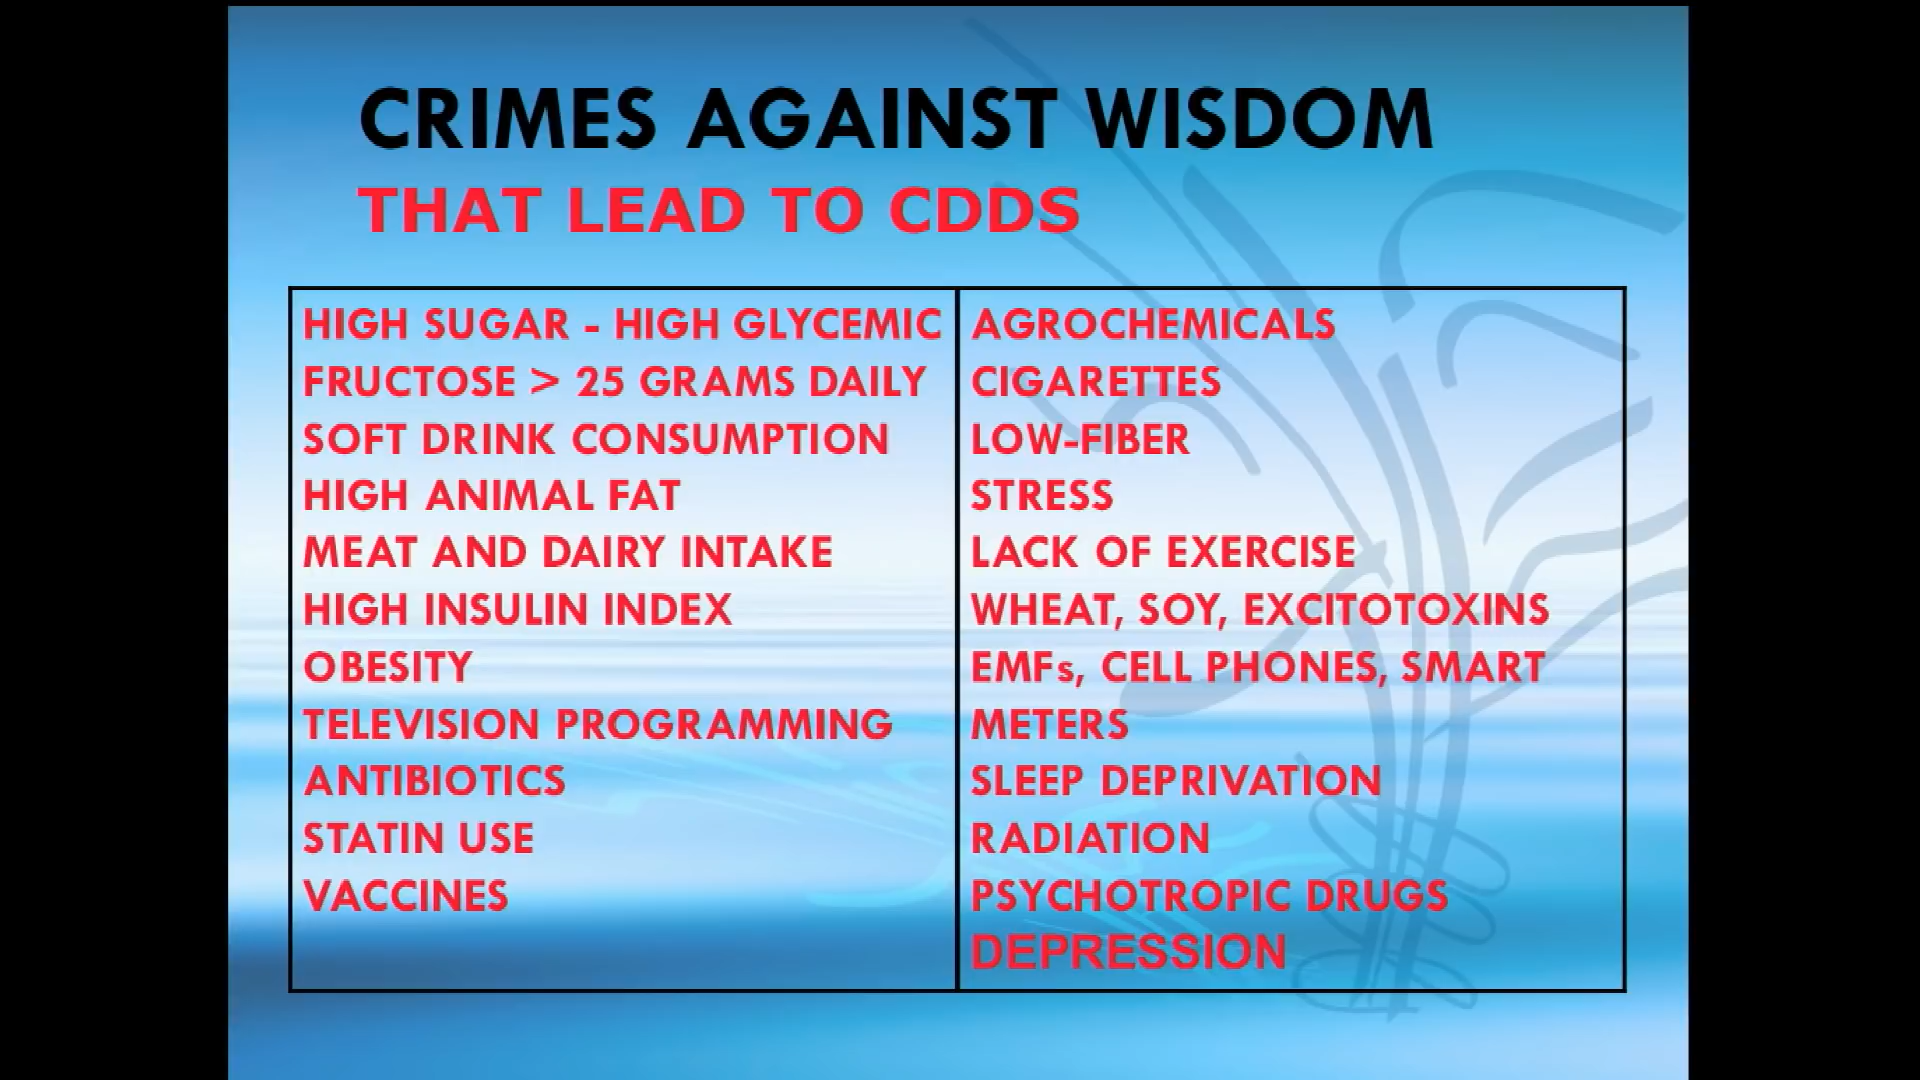 CRIMES AGAINST WISDOM
THAT LEAD TO CDDS
HIGH SUGAR - HIGH GLYCEMIC
FRUCTOSE > 25 GRAMS DAILY
SOFT DRINK CONSUMPTION
HIGH ANIMAL FAT
MEAT AND DAIRY INTAKE
HIGH INSULIN INDEX
OBESITY
TELEVISION PROGRAMMING
ANTIBIOTICS
STATIN USE
VACCINES
AGROCHEMICALS
CIGARETTES
LOW-FIBER
STRESS
LACK OF EXERCISE
WHEAT, SOY, EXCITOTOXINS
EMFs, CELL PHONES, SMART
METERS
SLEEP DEPRIVATION
RADIATION
PSYCHOTROPIC DRUGS
DEPRESSION